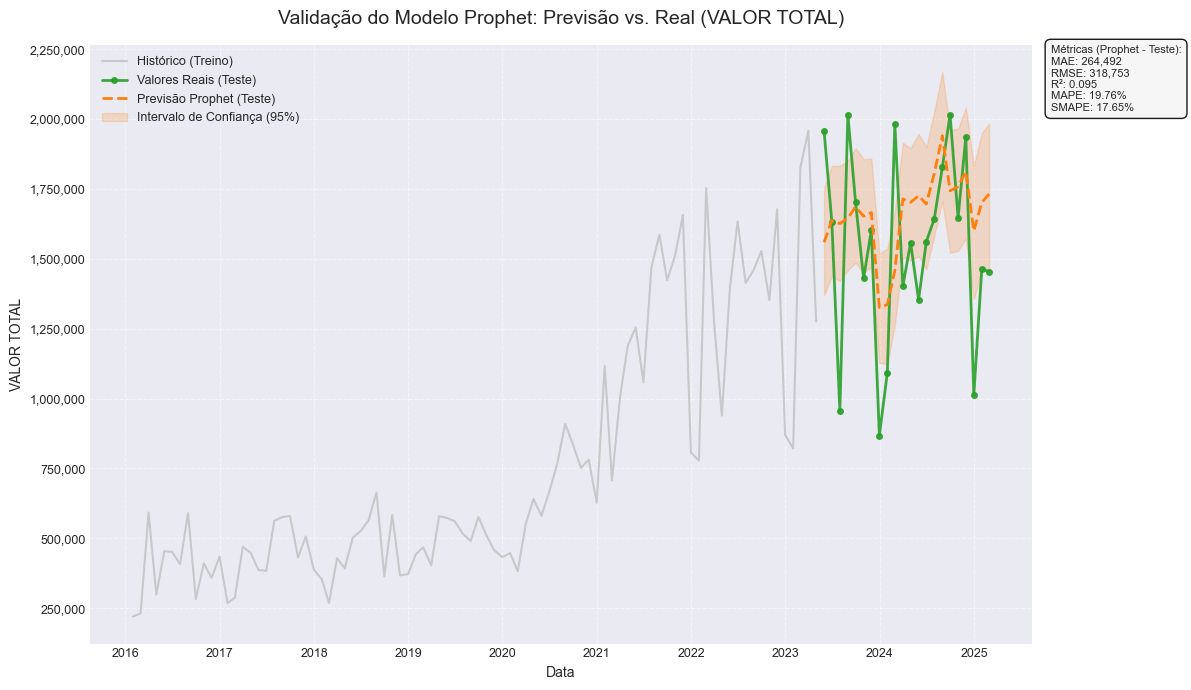 Validação do Modelo Prophet: Previsão vs. Real (VALOR TOTAL)
Métricas (Prophet - Teste):
MAE: 264,492
RMSE: 318,753
R²: 0.095
MAPE: 19.76%
SMAPE: 17.65%
Histórico (Treino)
Valores Reais (Teste)
Previsão Prophet (Teste)
Intervalo de Confiança (95%)
VALOR TOTAL
2,250,000
2,000,000
1,750,000
1,500,000
1,250,000
1,000,000
750,000
500,000
250,000
2016 2017 2018 2019 2020 2021 2022 2023 2024 2025
Data